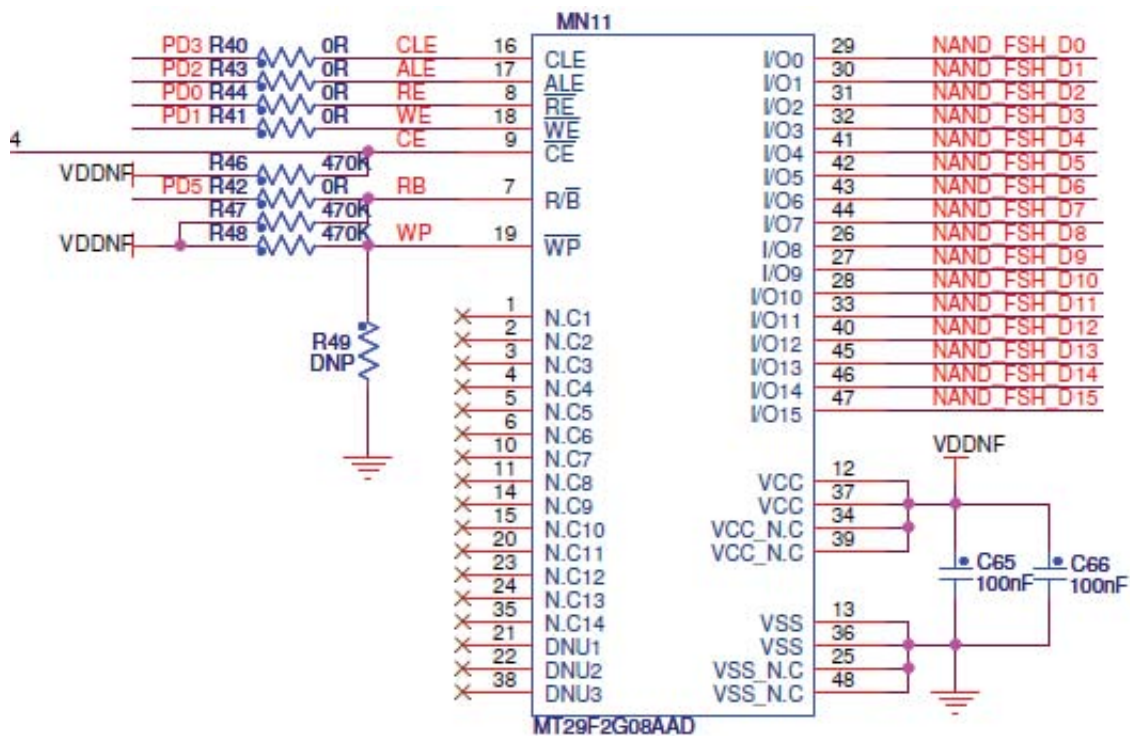 MN11
PD3 R40 0R CLE 16 CLE I/O0 29 NAND_FSH_D0
PD2 R43 0R ALE 17 ALE I/O1 30 NAND_FSH_D1
PD0 R44 0R RE 8 RE I/O2 31 NAND_FSH_D2
PD1 R41 0R WE 18 WE I/O3 32 NAND_FSH_D3
4 CE 9 CE I/O4 41 NAND_FSH_D4
VDDNF R46 470K I/O5 42 NAND_FSH_D5
PD5 R42 0R RB 7 R/B I/O6 43 NAND_FSH_D6
R47 470K I/O7 44 NAND_FSH_D7
VDDNF R48 470K WP 19 WP I/O8 26 NAND_FSH_D8
I/O9 27 NAND_FSH_D9
I/O10 28 NAND_FSH_D10
1 N.C1 I/O11 33 NAND_FSH_D11
2 N.C2 I/O12 40 NAND_FSH_D12
R49
DNP
3 N.C3 I/O13 45 NAND_FSH_D13
4 N.C4 I/O14 46 NAND_FSH_D14
5 N.C5 I/O15 47 NAND_FSH_D15
6 N.C6
VDDNF
10 N.C7
11 N.C8 VCC 12
14 N.C9 VCC 37
15 N.C10 VCC_N.C 34
20 N.C11 VCC_N.C 39
23 N.C12
C65
100nF
C66
100nF
24 N.C13
35 N.C14 VSS 13
21 DNU1 VSS 36
22 DNU2 VSS_N.C 25
38 DNU3 VSS_N.C 48
MT29F2G08AAD